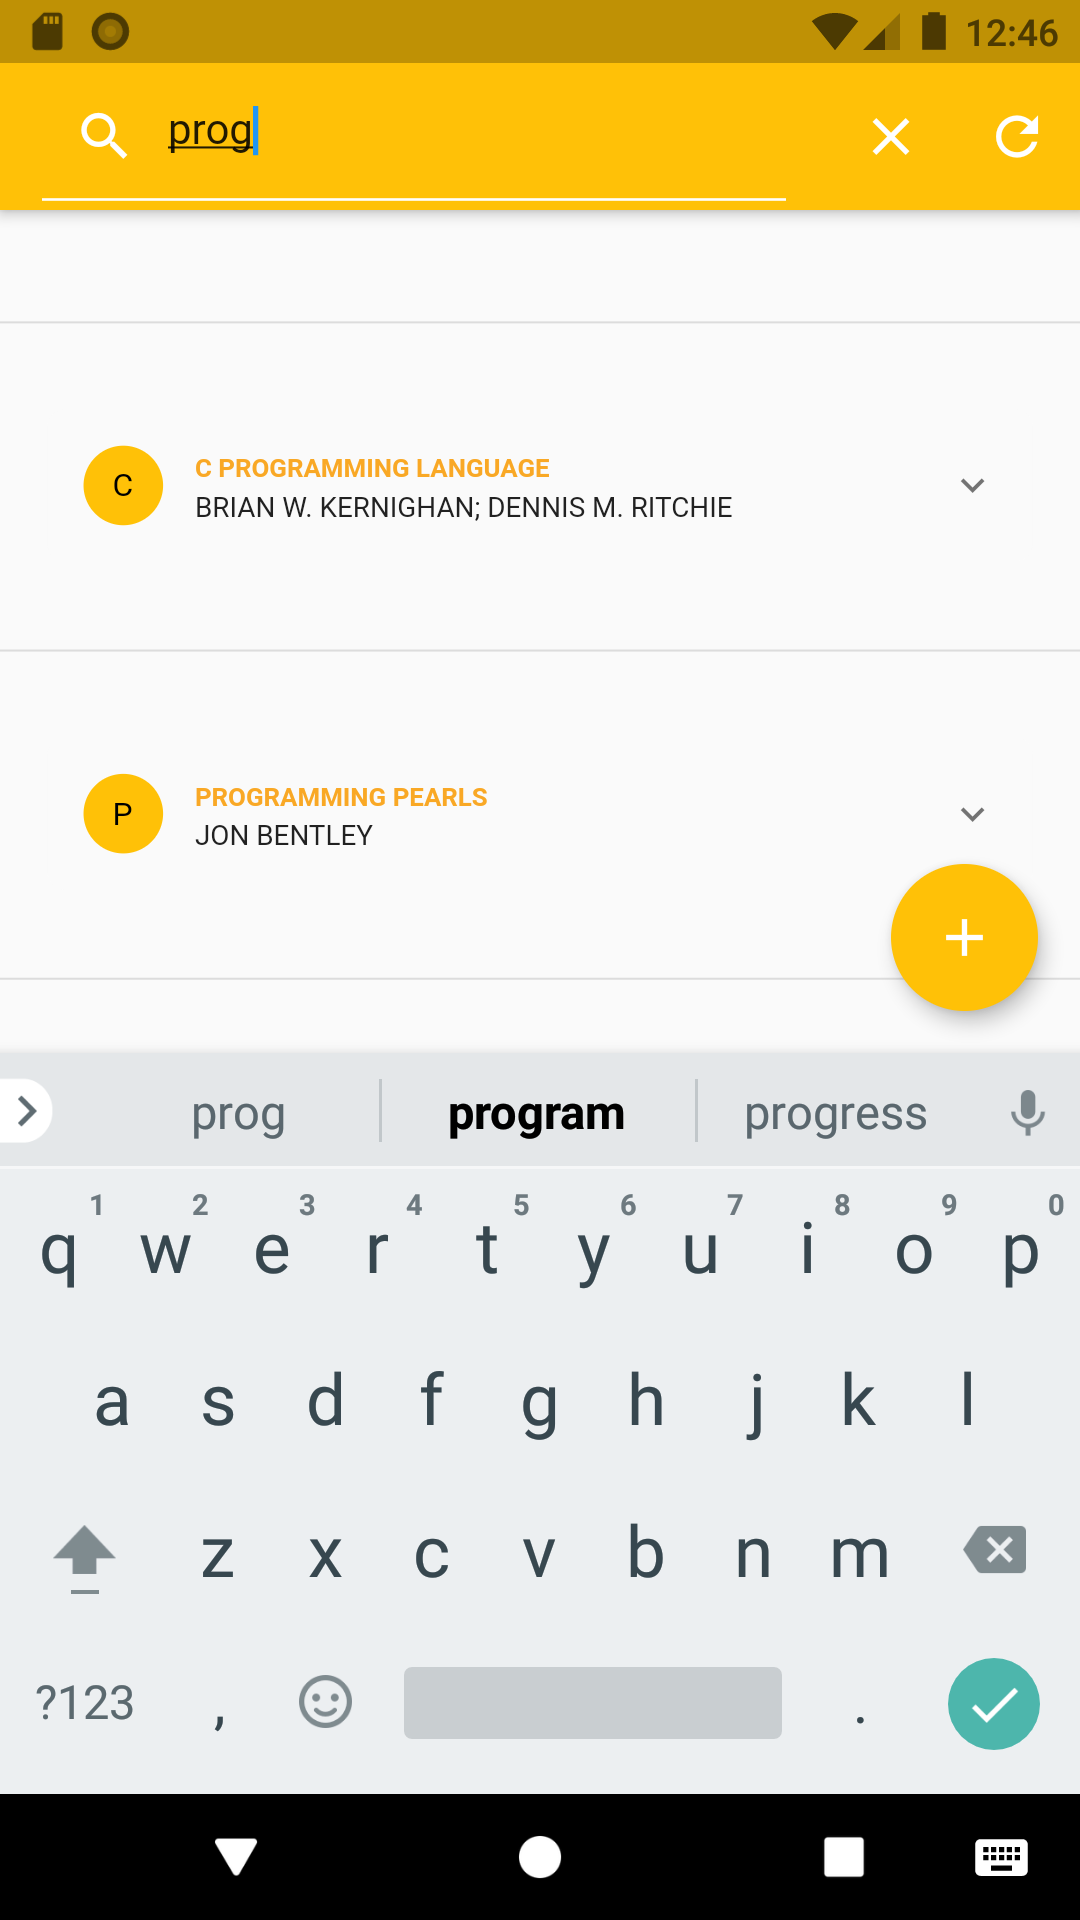 12:46
prog
C
C PROGRAMMING LANGUAGE
BRIAN W. KERNIGHAN; DENNIS M. RITCHIE
P
PROGRAMMING PEARLS
JON BENTLEY
prog program progress
1 2 3 4 5 6 7 8 9 0
q w e r t y u i o p
a s d f g h j k l
z x c v b n m
?123 , .